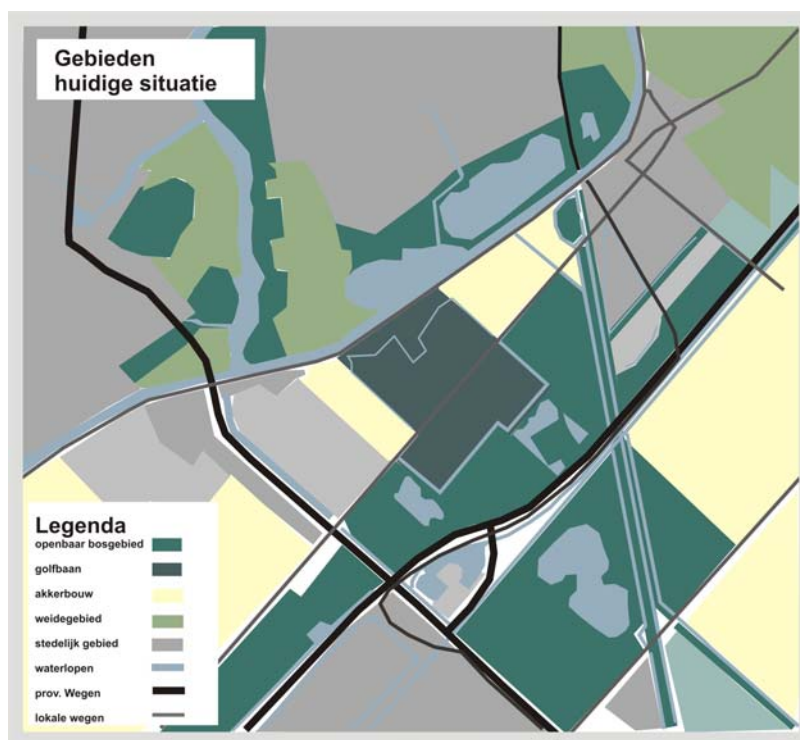 Gebieden
huidige situatie
Legenda
openbaar bosgebied
golfbaan
akkerbouw
weidegebied
stedelijk gebied
waterlopen
prov. Wegen
lokale wegen